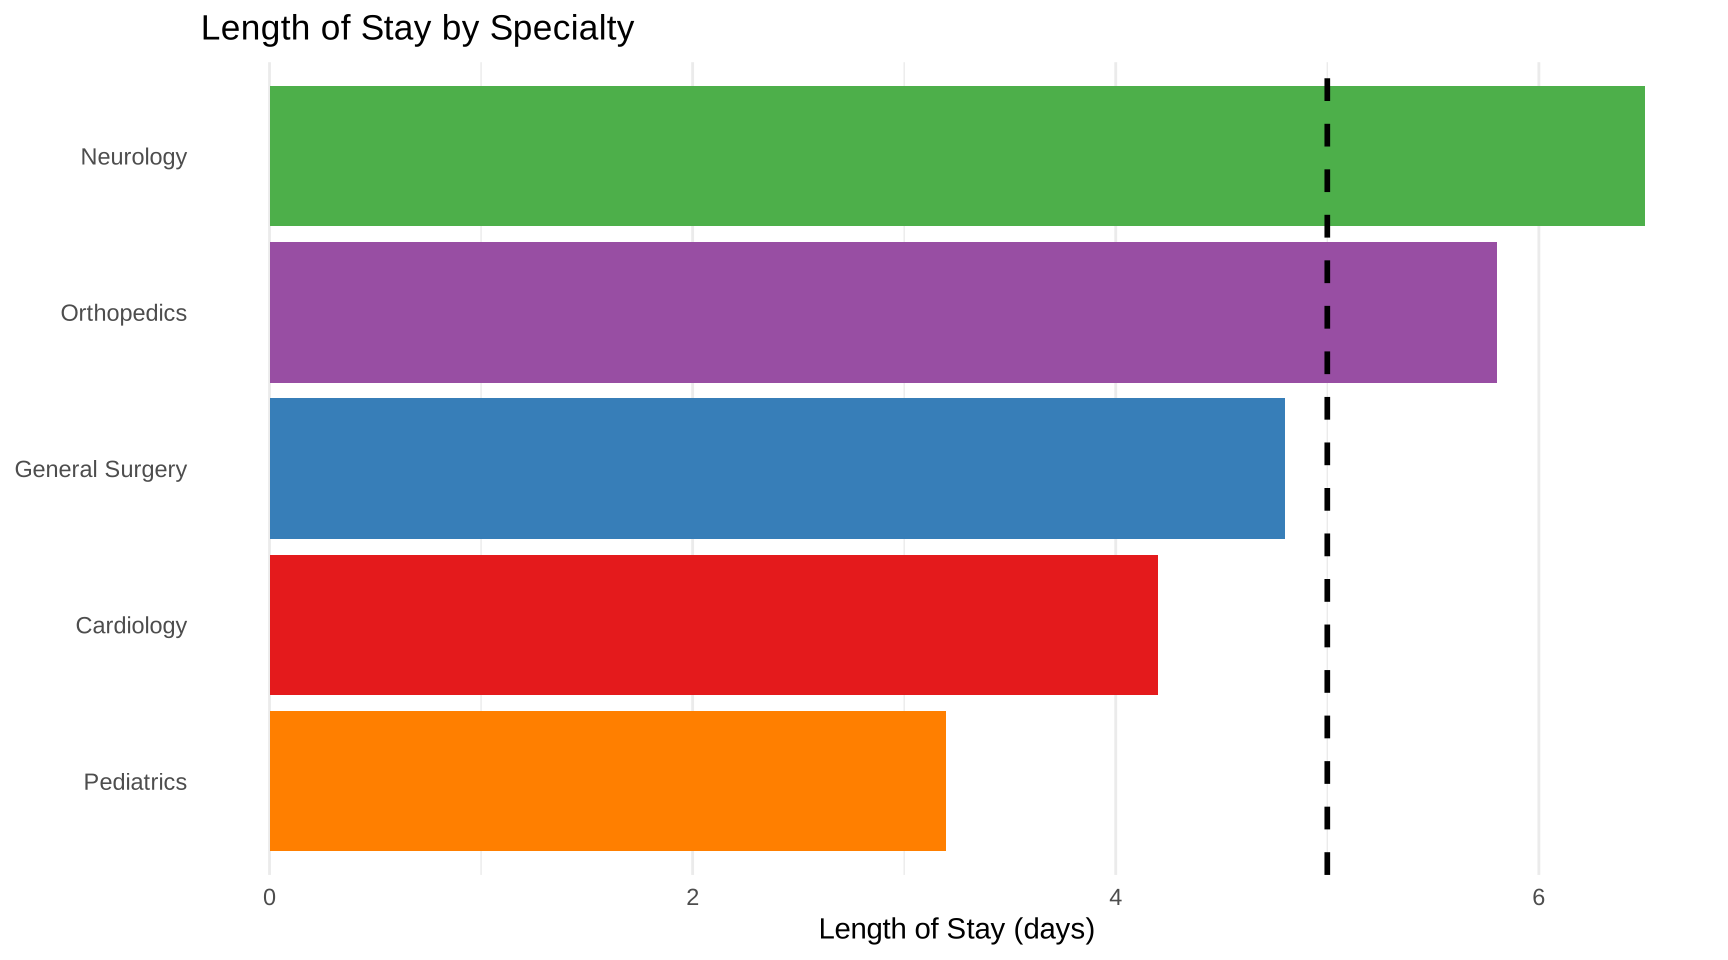 Length of Stay by Specialty
Neurology
Orthopedics
General Surgery
Cardiology
Pediatrics
0 2 4 6
Length of Stay (days)